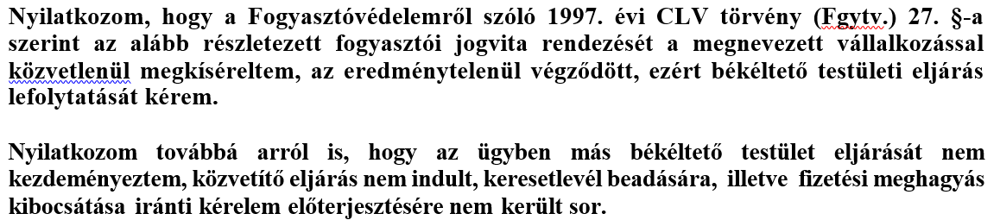 Nyilatkozom, hogy a Fogyasztóvédelemről szóló 1997. évi CLV törvény (Fgytv.) 27. §-a
szerint az alább részletezett fogyasztói jogvita rendezését a megnevezett vállalkozással
közvetlenül megkíséreltem, az eredménytelenül végződött, ezért békéltető testületi eljárás
lefolytatását kérem.
Nyilatkozom továbbá arról is, hogy az ügyben más békéltető testület eljárását nem
kezdeményeztem, közvetítő eljárás nem indult, keresetlevél beadására, illetve fizetési meghagyás
kibocsátása iránti kérelem előterjesztésére nem került sor.